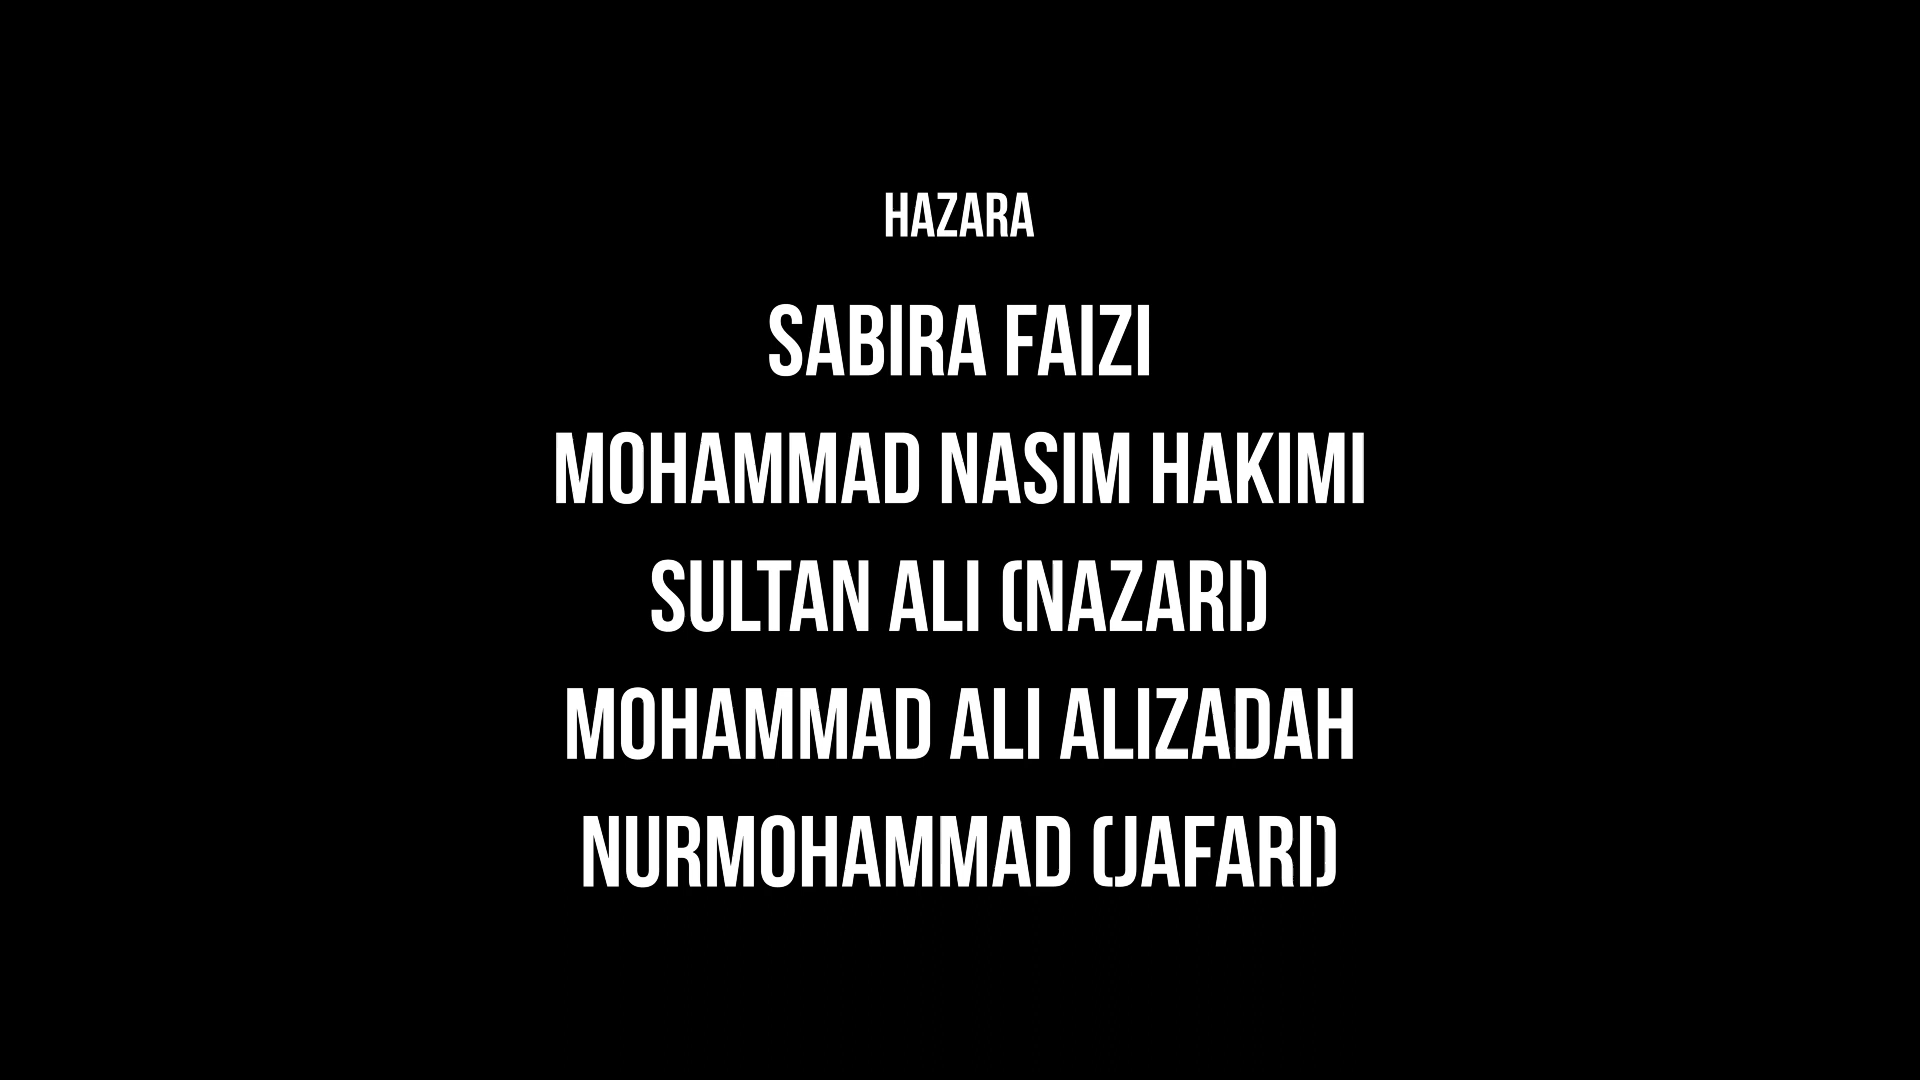 HAZARA
SABIRA FAIZI
MOHAMMAD NASIM HAKIMI
SULTAN ALI (NAZARI)
MOHAMMAD ALI ALIZADAH
NURMOHAMMAD (JAFARI)